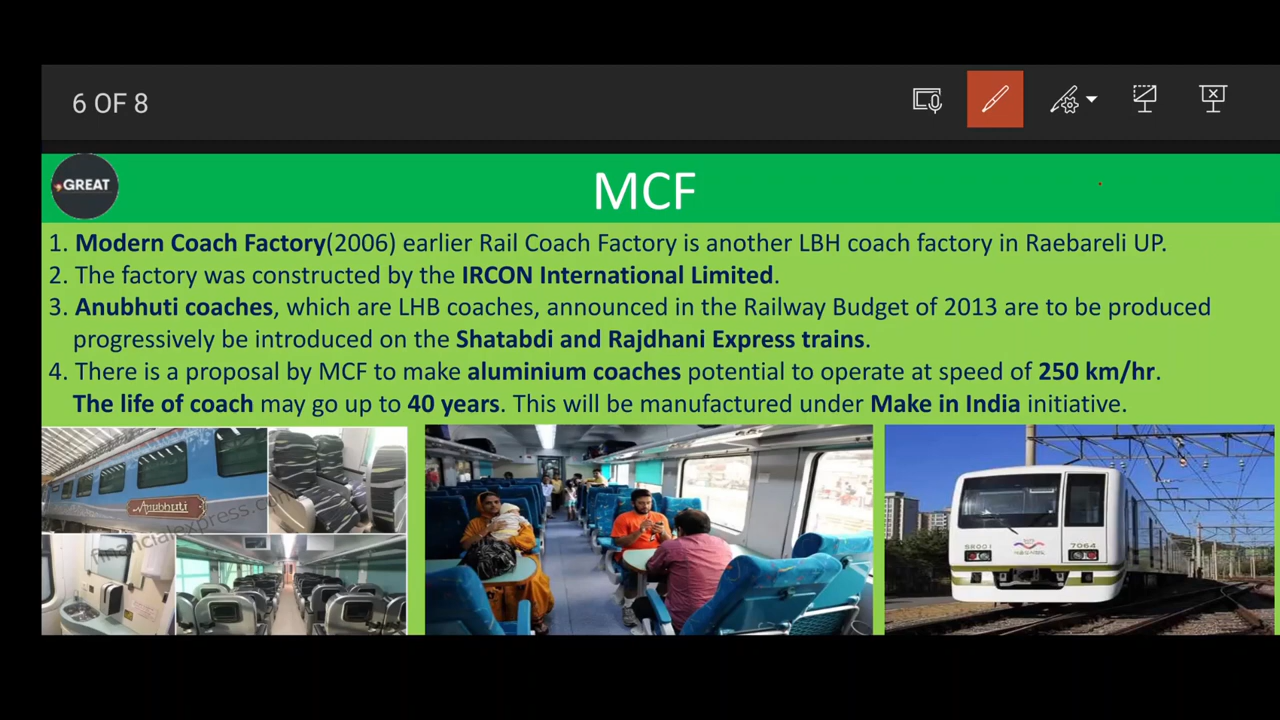 6 OF 8
GREAT
MCF
1. Modern Coach Factory(2006) earlier Rail Coach Factory is another LBH coach factory in Raebareli UP.
2. The factory was constructed by the IRCON International Limited.
3. Anubhuti coaches, which are LHB coaches, announced in the Railway Budget of 2013 are to be produced
progressively be introduced on the Shatabdi and Rajdhani Express trains.
4. There is a proposal by MCF to make aluminium coaches potential to operate at speed of 250 km/hr.
The life of coach may go up to 40 years. This will be manufactured under Make in India initiative.
Anubhuti
financialexpress.c
7064